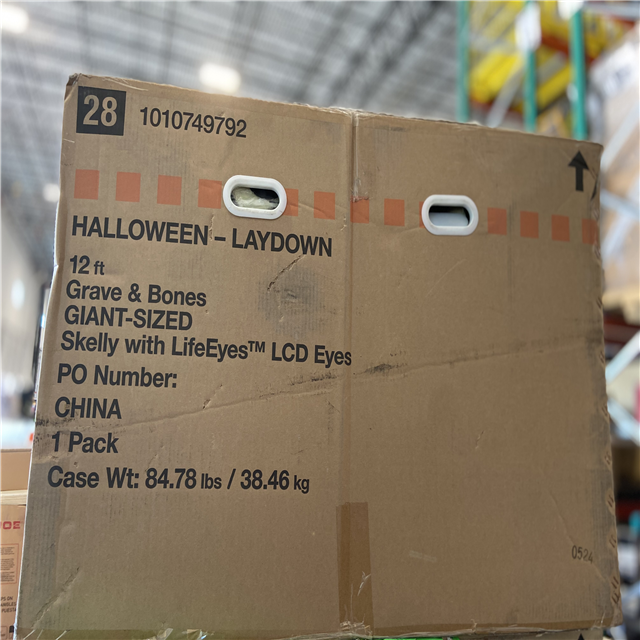 28 1010749792
HALLOWEEN – LAYDOWN
12 ft
Grave & Bones
GIANT-SIZED
Skelly with LifeEyes™ LCD Eyes
PO Number:
CHINA
1 Pack
Case Wt: 84.78 lbs / 38.46 kg
0524